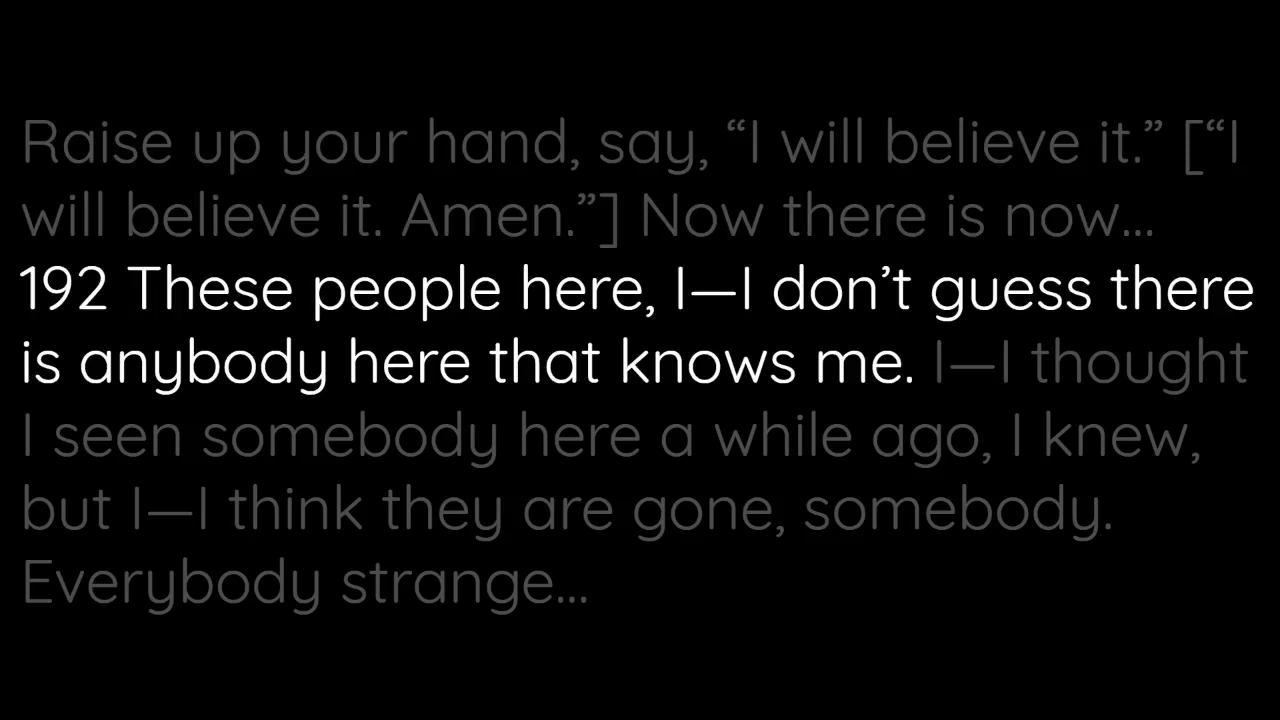 Raise up your hand, say, “I will believe it.” [“I
will believe it. Amen.”] Now there is now...
192 These people here, I—I don’t guess there
is anybody here that knows me. I—I thought
I seen somebody here a while ago, I knew,
but I—I think they are gone, somebody.
Everybody strange...